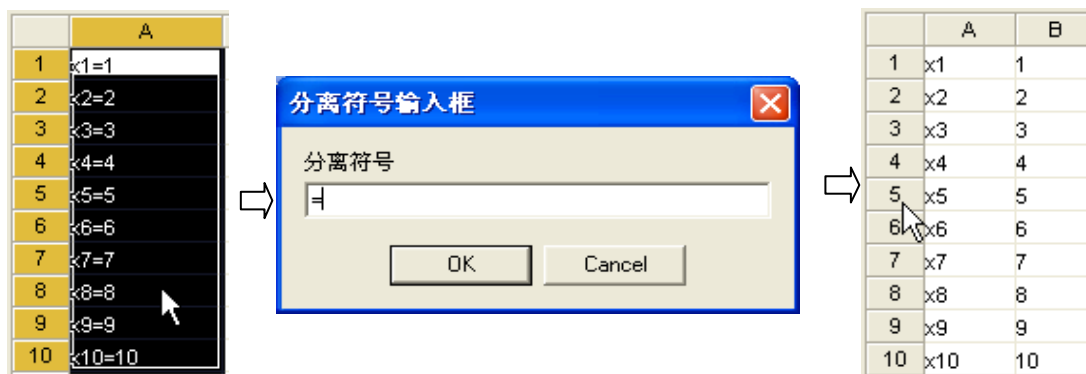 A
1 x1=1
2 x2=2
3 x3=3
4 x4=4
5 x5=5
6 x6=6
7 x7=7
8 x8=8
9 x9=9
10 x10=10
分离符号输入框
分离符号
=
OK Cancel
A B
1 x1 1
2 x2 2
3 x3 3
4 x4 4
5 x5 5
6 x6 6
7 x7 7
8 x8 8
9 x9 9
10 x10 10